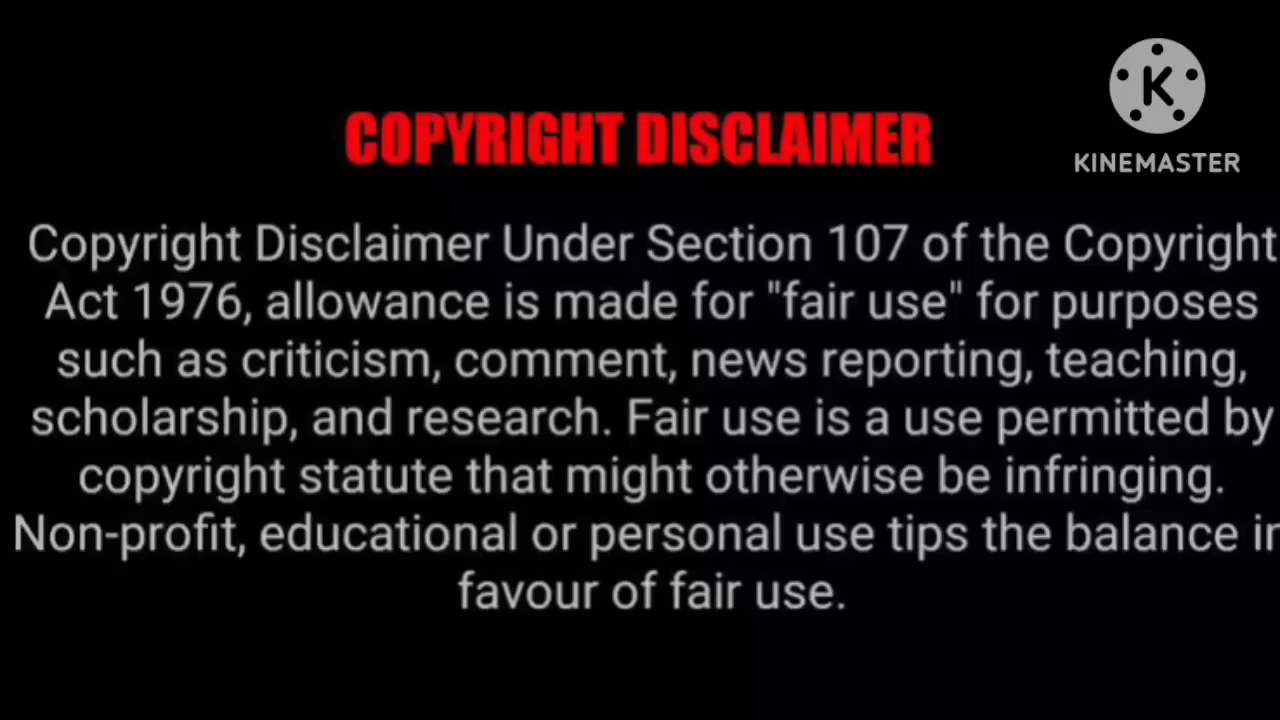 K
KINEMASTER
COPYRIGHT DISCLAIMER
Copyright Disclaimer Under Section 107 of the Copyright
Act 1976, allowance is made for "fair use" for purposes
such as criticism, comment, news reporting, teaching,
scholarship, and research. Fair use is a use permitted by
copyright statute that might otherwise be infringing.
Non-profit, educational or personal use tips the balance in
favour of fair use.